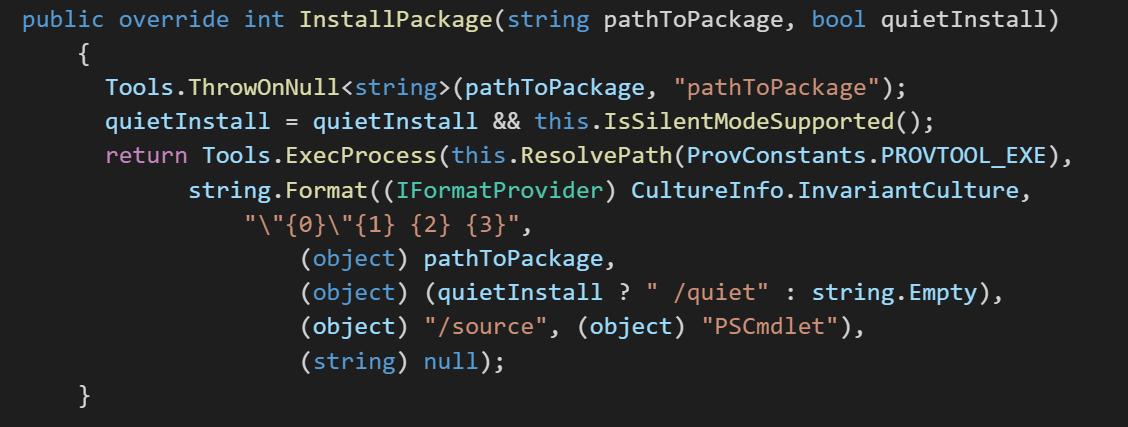 public override int InstallPackage(string pathToPackage, bool quietInstall)
{
Tools.ThrowOnNull<string>(pathToPackage, "pathToPackage");
quietInstall = quietInstall && this.IsSilentModeSupported();
return Tools.ExecProcess(this.ResolvePath(ProvConstants.PROVTOOL_EXE),
string.Format((IFormatProvider) CultureInfo.InvariantCulture,
"\"{0}\"{1} {2} {3}",
(object) pathToPackage,
(object) (quietInstall ? " /quiet" : string.Empty),
(object) "/source", (object) "PSCmdlet"),
(string) null);
}